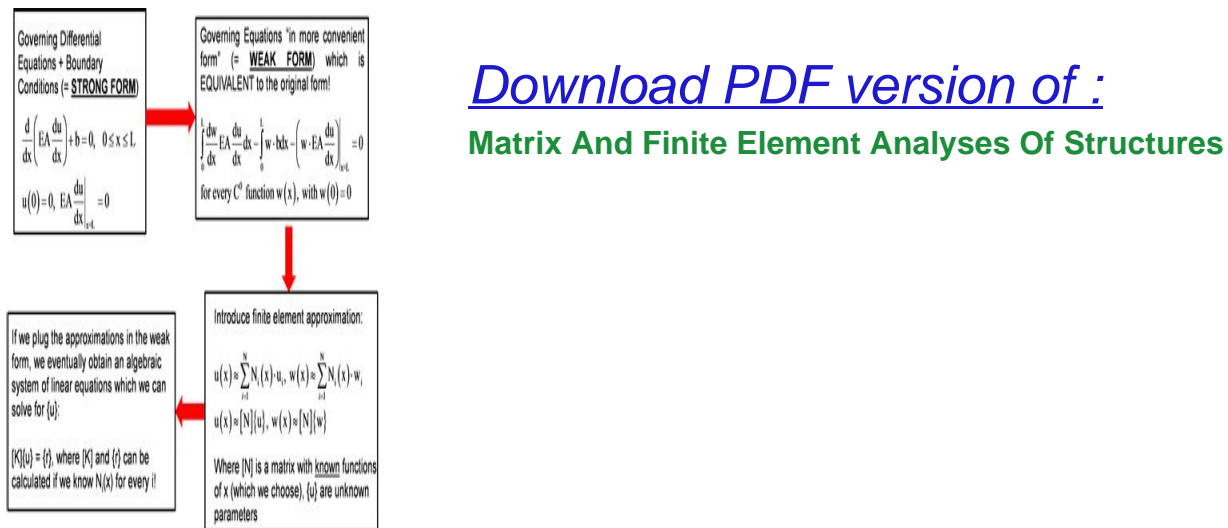 Governing Differential
Equations + Boundary
Conditions (= STRONG FORM)
d/dx(EA du/dx)+b=0, 0≤x≤L
u(0)=0, EA du/dx|x=L =0
Governing Equations "in more convenient
form" (= WEAK FORM) which is
EQUIVALENT to the original form!
∫₀ᴸ dw/dx EA du/dx dx − ∫₀ᴸ w·bdx − (w·EA du/dx)|x=L =0
for every C⁰ function w(x), with w(0)=0
Introduce finite element approximation:
u(x)≈∑ᵢ₌₁ᴺ Nᵢ(x)·uᵢ, w(x)≈∑ᵢ₌₁ᴺ Nᵢ(x)·wᵢ
u(x)≈[N]{u}, w(x)≈[N]{w}
Where [N] is a matrix with known functions
of x (which we choose), {u} are unknown
parameters
If we plug the approximations in the weak
form, we eventually obtain an algebraic
system of linear equations which we can
solve for {u}:
[K]{u} = {r}, where [K] and {r} can be
calculated if we know Nᵢ(x) for every i!
Download PDF version of :
Matrix And Finite Element Analyses Of Structures